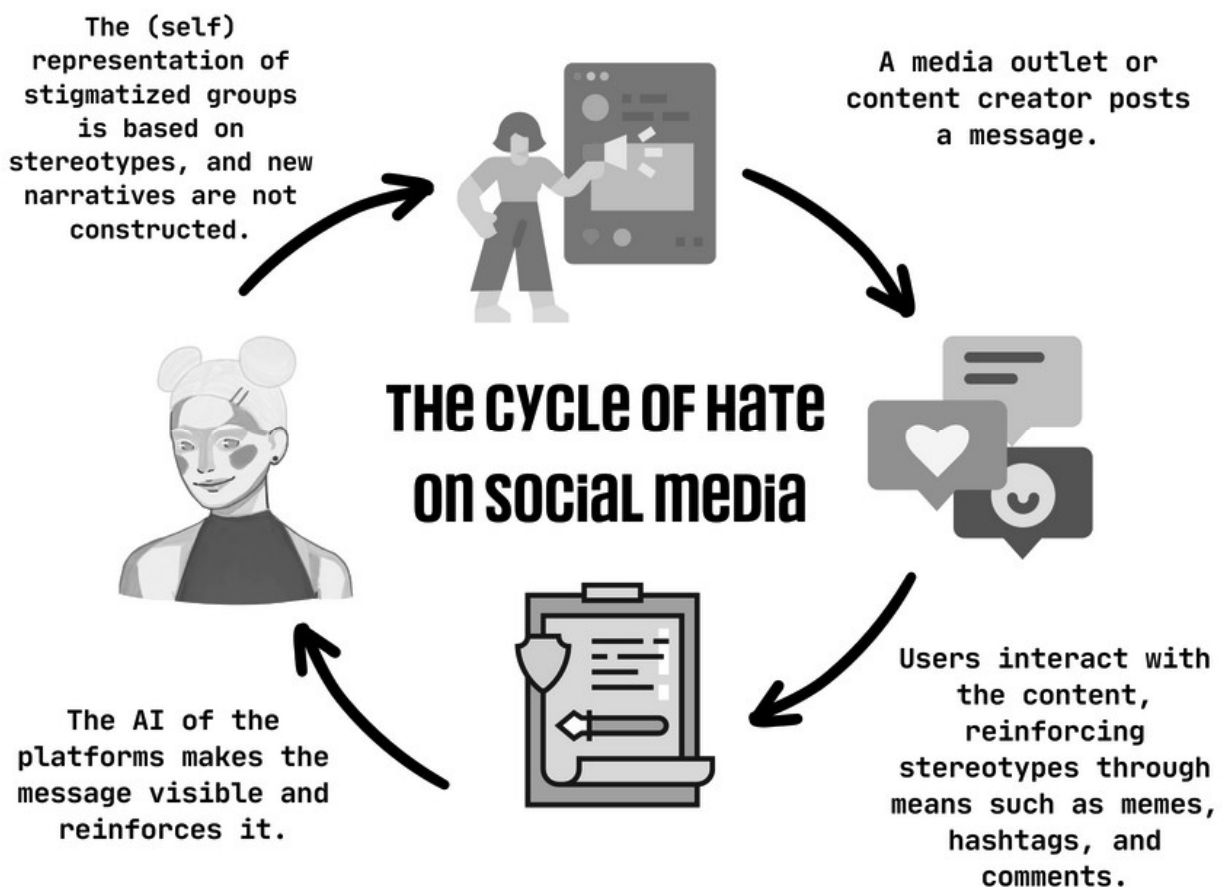 The (self)
representation of
stigmatized groups
is based on
stereotypes, and new
narratives are not
constructed.
A media outlet or
content creator posts
a message.
THE CYCLE OF HATE
ON SOCIAL MEDIA
Users interact with
the content,
reinforcing
stereotypes through
means such as memes,
hashtags, and
comments.
The AI of the
platforms makes the
message visible and
reinforces it.